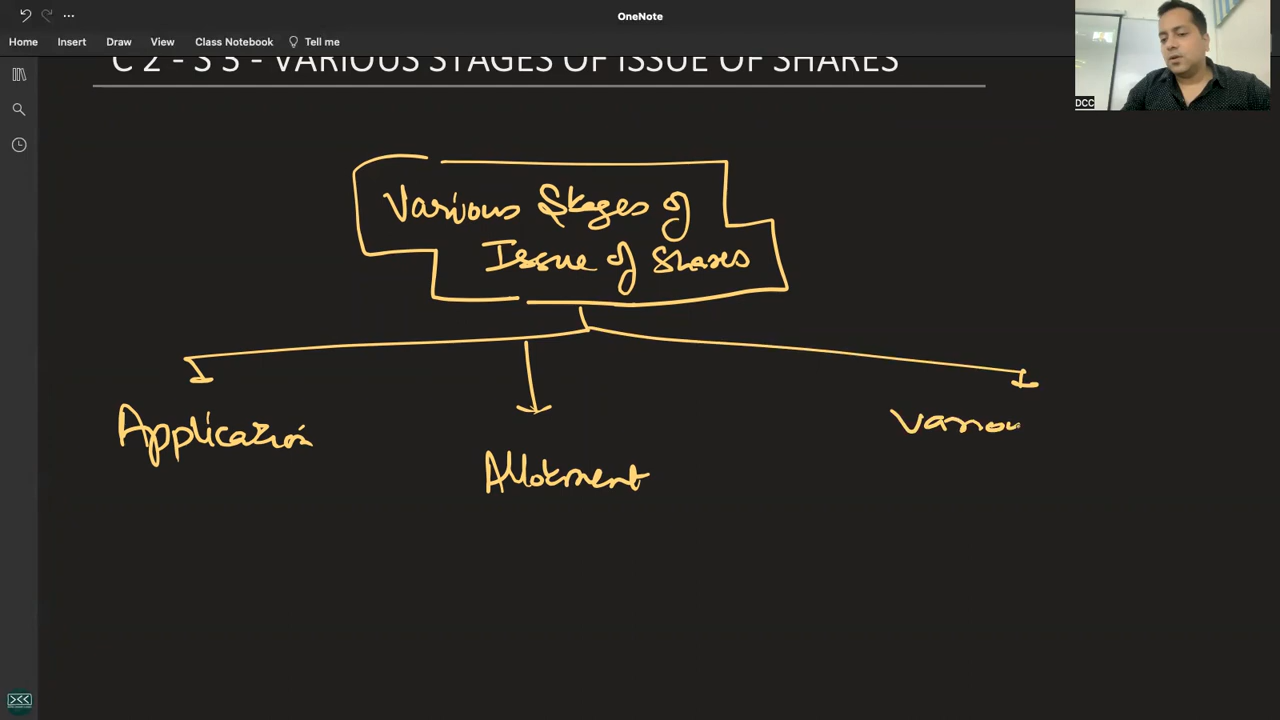 OneNote
Home Insert Draw View Class Notebook Tell me
C 2 - S 3 - VARIOUS STAGES OF ISSUE OF SHARES
DCC
Various Stages of
Issue of Shares
Application
Allotment
Variou